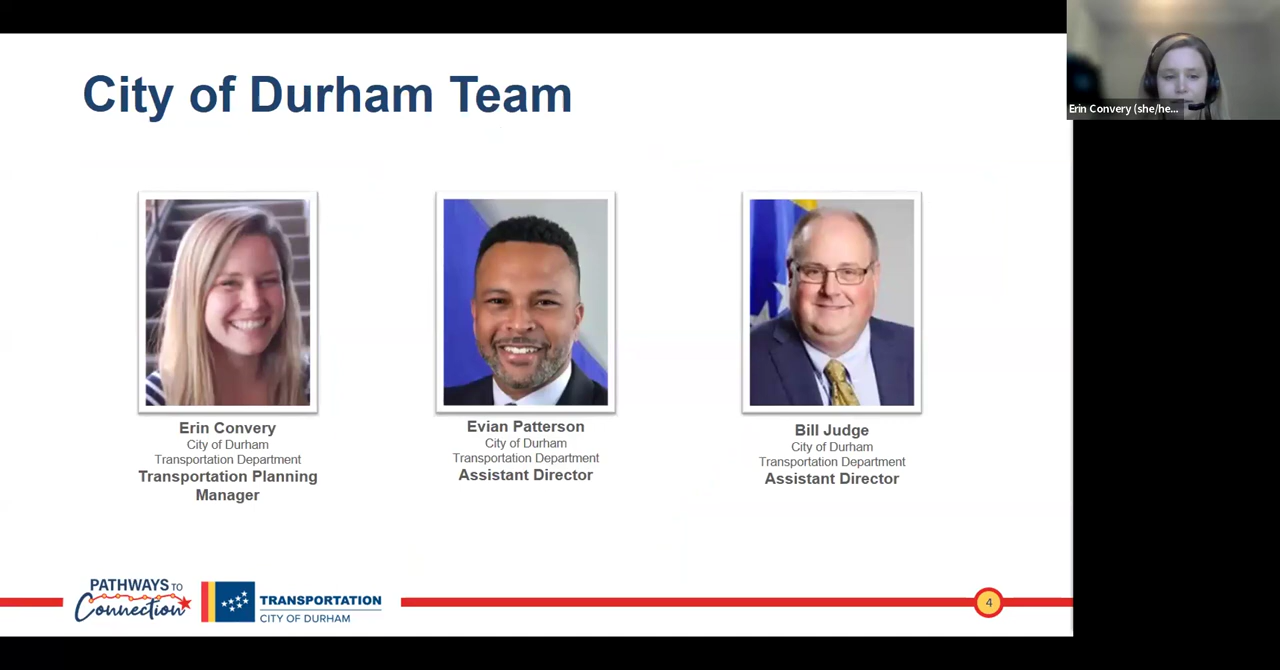 City of Durham Team
Erin Convery (she/he...
Erin Convery
City of Durham
Transportation Department
Transportation Planning
Manager
Evian Patterson
City of Durham
Transportation Department
Assistant Director
Bill Judge
City of Durham
Transportation Department
Assistant Director
PATHWAYS TO
Connection
TRANSPORTATION
CITY OF DURHAM
4